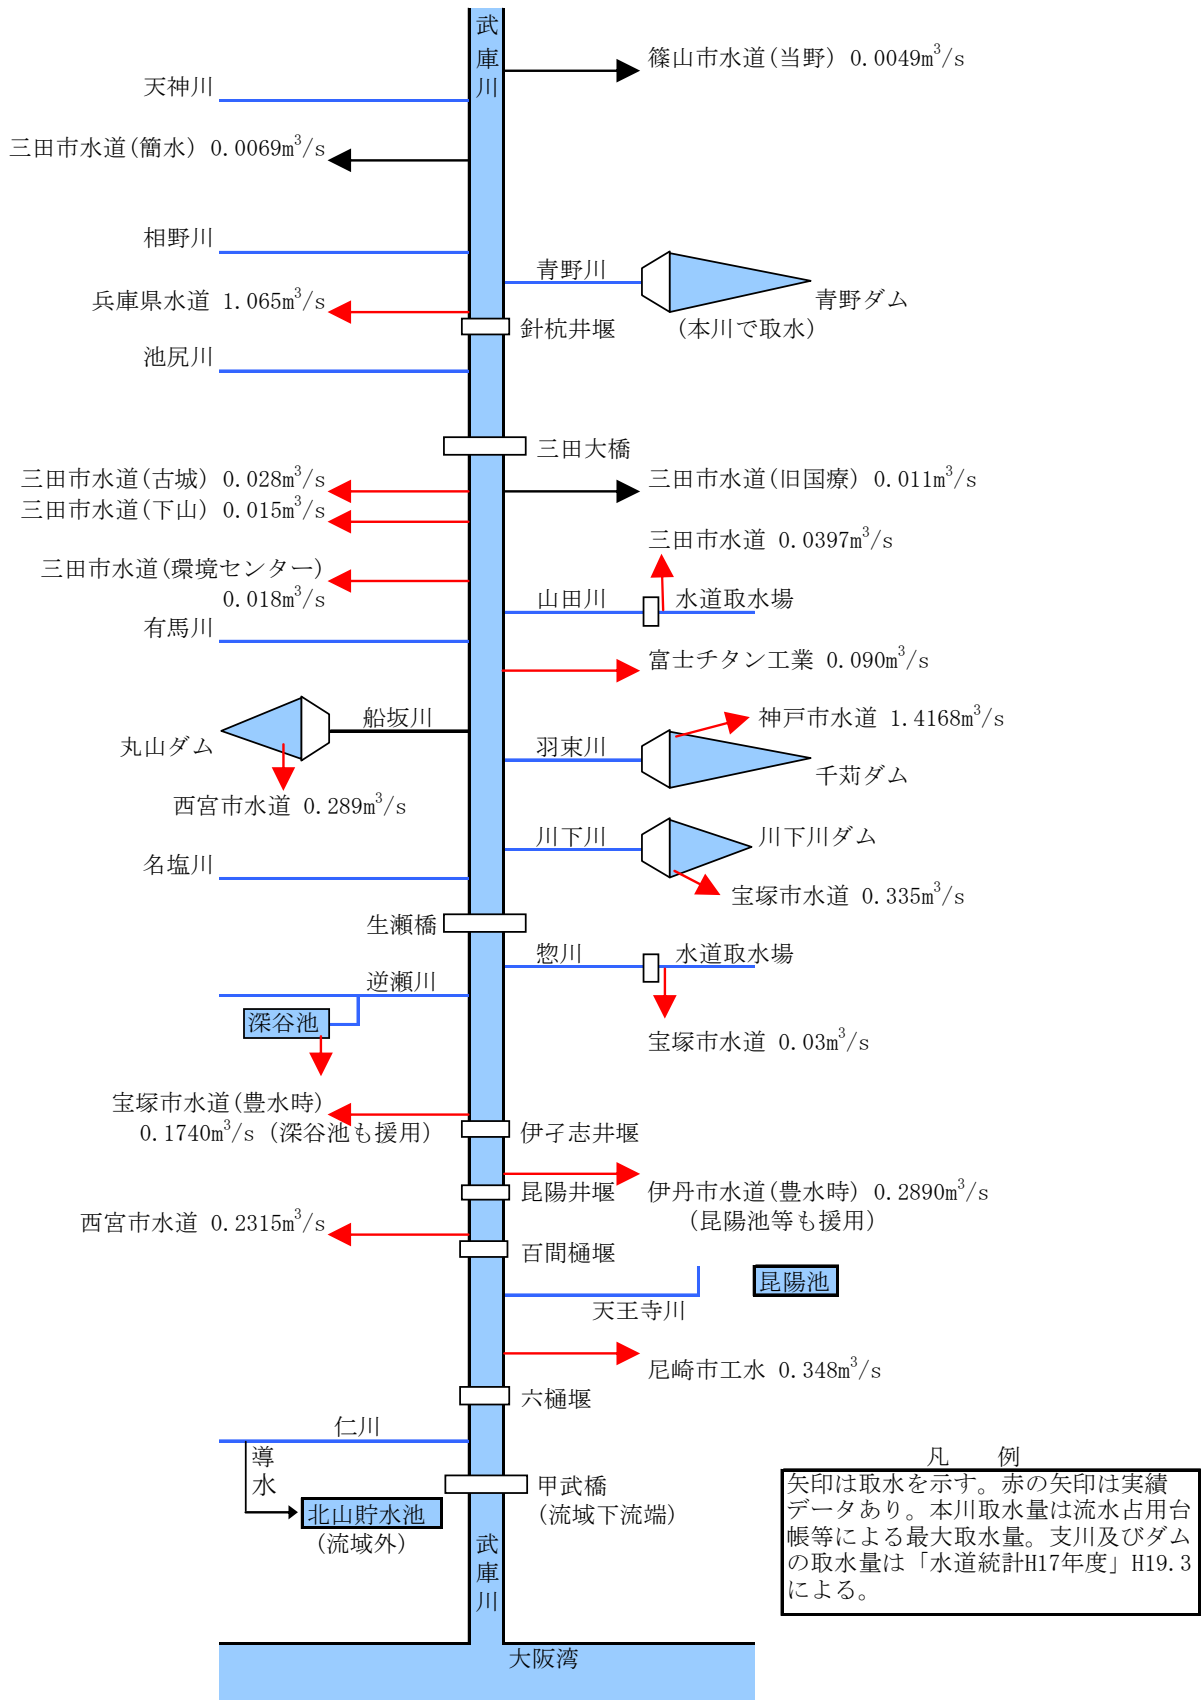 武
庫
川
篠山市水道(当野) 0.0049m³/s
天神川
三田市水道(簡水) 0.0069m³/s
相野川
青野川
青野ダム
兵庫県水道 1.065m³/s
針杭井堰
(本川で取水)
池尻川
三田大橋
三田市水道(古城) 0.028m³/s
三田市水道(旧国療) 0.011m³/s
三田市水道(下山) 0.015m³/s
三田市水道 0.0397m³/s
三田市水道(環境センター)
0.018m³/s
山田川
水道取水場
有馬川
富士チタン工業 0.090m³/s
船坂川
神戸市水道 1.4168m³/s
丸山ダム
羽束川
千苅ダム
西宮市水道 0.289m³/s
川下川
川下川ダム
名塩川
宝塚市水道 0.335m³/s
生瀬橋
惣川
水道取水場
逆瀬川
深谷池
宝塚市水道 0.03m³/s
宝塚市水道(豊水時)
0.1740m³/s (深谷池も援用)
伊孑志井堰
昆陽井堰
伊丹市水道(豊水時) 0.2890m³/s
(昆陽池等も援用)
西宮市水道 0.2315m³/s
百間樋堰
昆陽池
天王寺川
尼崎市工水 0.348m³/s
六樋堰
仁川
導
水
甲武橋
(流域下流端)
北山貯水池
(流域外)
武
庫
川
凡 例
矢印は取水を示す。赤の矢印は実績
データあり。本川取水量は流水占用台
帳等による最大取水量。支川及びダム
の取水量は「水道統計H17年度」H19.3
による。
大阪湾